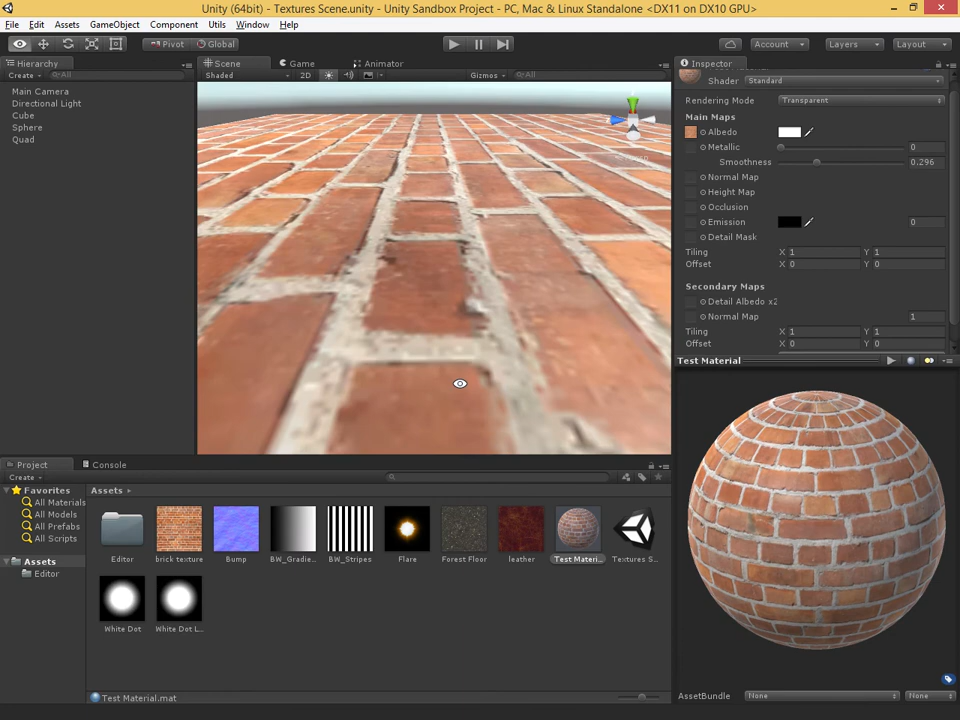 Unity (64bit) - Textures Scene.unity - Unity Sandbox Project - PC, Mac & Linux Standalone <DX11 on DX10 GPU>
File Edit Assets GameObject Component Utils Window Help
Pivot Global Account Layers Layout
Hierarchy
Create All
Main Camera
Directional Light
Cube
Sphere
Quad
Scene Game Animator
Shaded 2D Gizmos All
Inspector
Shader Standard
Rendering Mode Transparent
Main Maps
Albedo
Metallic 0
Smoothness 0.296
Normal Map
Height Map
Occlusion
Emission 0
Detail Mask
Tiling X 1 Y 1
Offset X 0 Y 0
Secondary Maps
Detail Albedo x2
Normal Map 1
Tiling X 1 Y 1
Offset X 0 Y 0
Test Material
AssetBundle None None
Project Console
Create
Favorites
All Materials
All Models
All Prefabs
All Scripts
Assets
Editor
Assets
Editor brick texture Bump BW_Gradie... BW_Stripes Flare Forest Floor leather Test Materi... Textures S...
White Dot White Dot L...
Test Material.mat